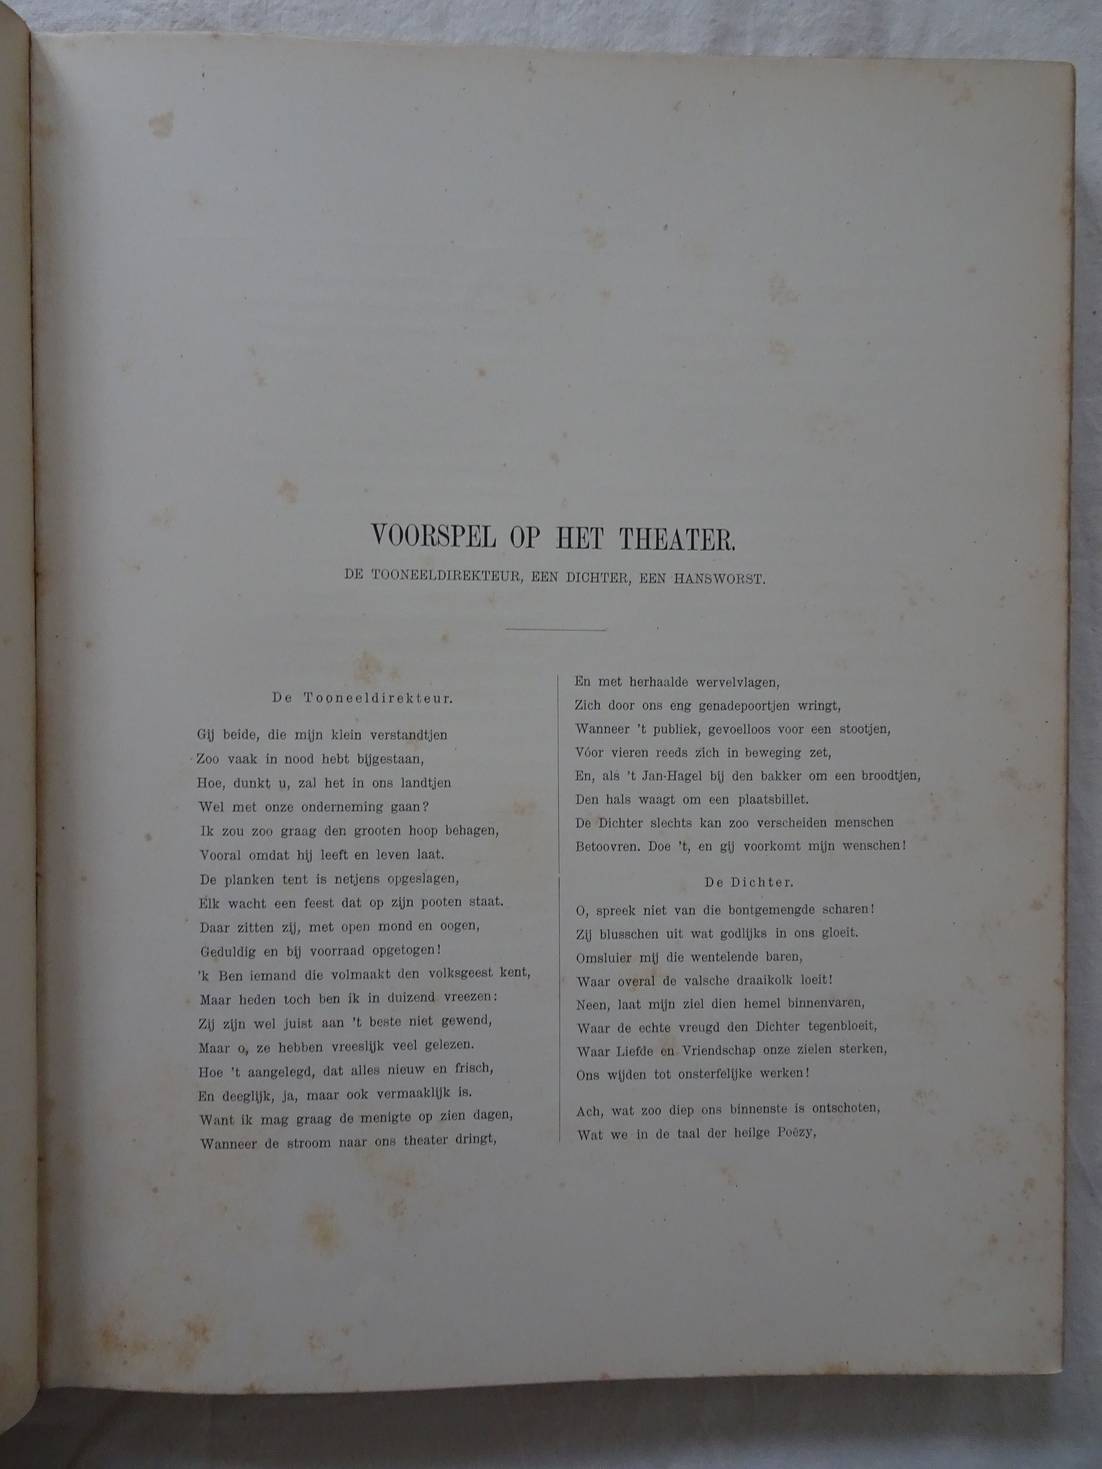 VOORSPEL OP HET THEATER.
DE TOONEELDIREKTEUR, EEN DICHTER, EEN HANSWORST.
De Tooneeldirekteur.
Gij beide, die mijn klein verstandtjen
Zoo vaak in nood hebt bijgestaan,
Hoe, dunkt u, zal het in ons landtjen
Wel met onze onderneming gaan?
Ik zou zoo graag den grooten hoop behagen,
Vooral omdat hij leeft en leven laat.
De planken tent is netjens opgeslagen,
Elk wacht een feest dat op zijn pooten staat.
Daar zitten zij, met open mond en oogen,
Geduldig en bij voorraad opgetogen!
'k Ben iemand die volmaakt den volksgeest kent,
Maar heden toch ben ik in duizend vreezen:
Zij zijn wel juist aan 't beste niet gewend,
Maar o, ze hebben vreeslijk veel gelezen.
Hoe 't aangelegd, dat alles nieuw en frisch,
En deeglijk, ja, maar ook vermaaklijk is.
Want ik mag graag de menigte op zien dagen,
Wanneer de stroom naar ons theater dringt,
En met herhaalde wervelvlagen,
Zich door ons eng genadepoortjen wringt,
Wanneer 't publiek, gevoelloos voor een stootjen,
Vóor vieren reeds zich in beweging zet,
En, als 't Jan-Hagel bij den bakker om een broodtjen,
Den hals waagt om een plaatsbillet.
De Dichter slechts kan zoo verscheiden menschen
Betoovren. Doe 't, en gij voorkomt mijn wenschen!
De Dichter.
O, spreek niet van die bontgemengde scharen!
Zij blusschen uit wat godlijks in ons gloeit.
Omsluier mij die wentelende baren,
Waar overal de valsche draaikolk loeit!
Neen, laat mijn ziel dien hemel binnenvaren,
Waar de echte vreugd den Dichter tegenbloeit,
Waar Liefde en Vriendschap onze zielen sterken,
Ons wijden tot onsterfelijke werken!
Ach, wat zoo diep ons binnenste is ontschoten,
Wat we in de taal der heilge Poëzy,